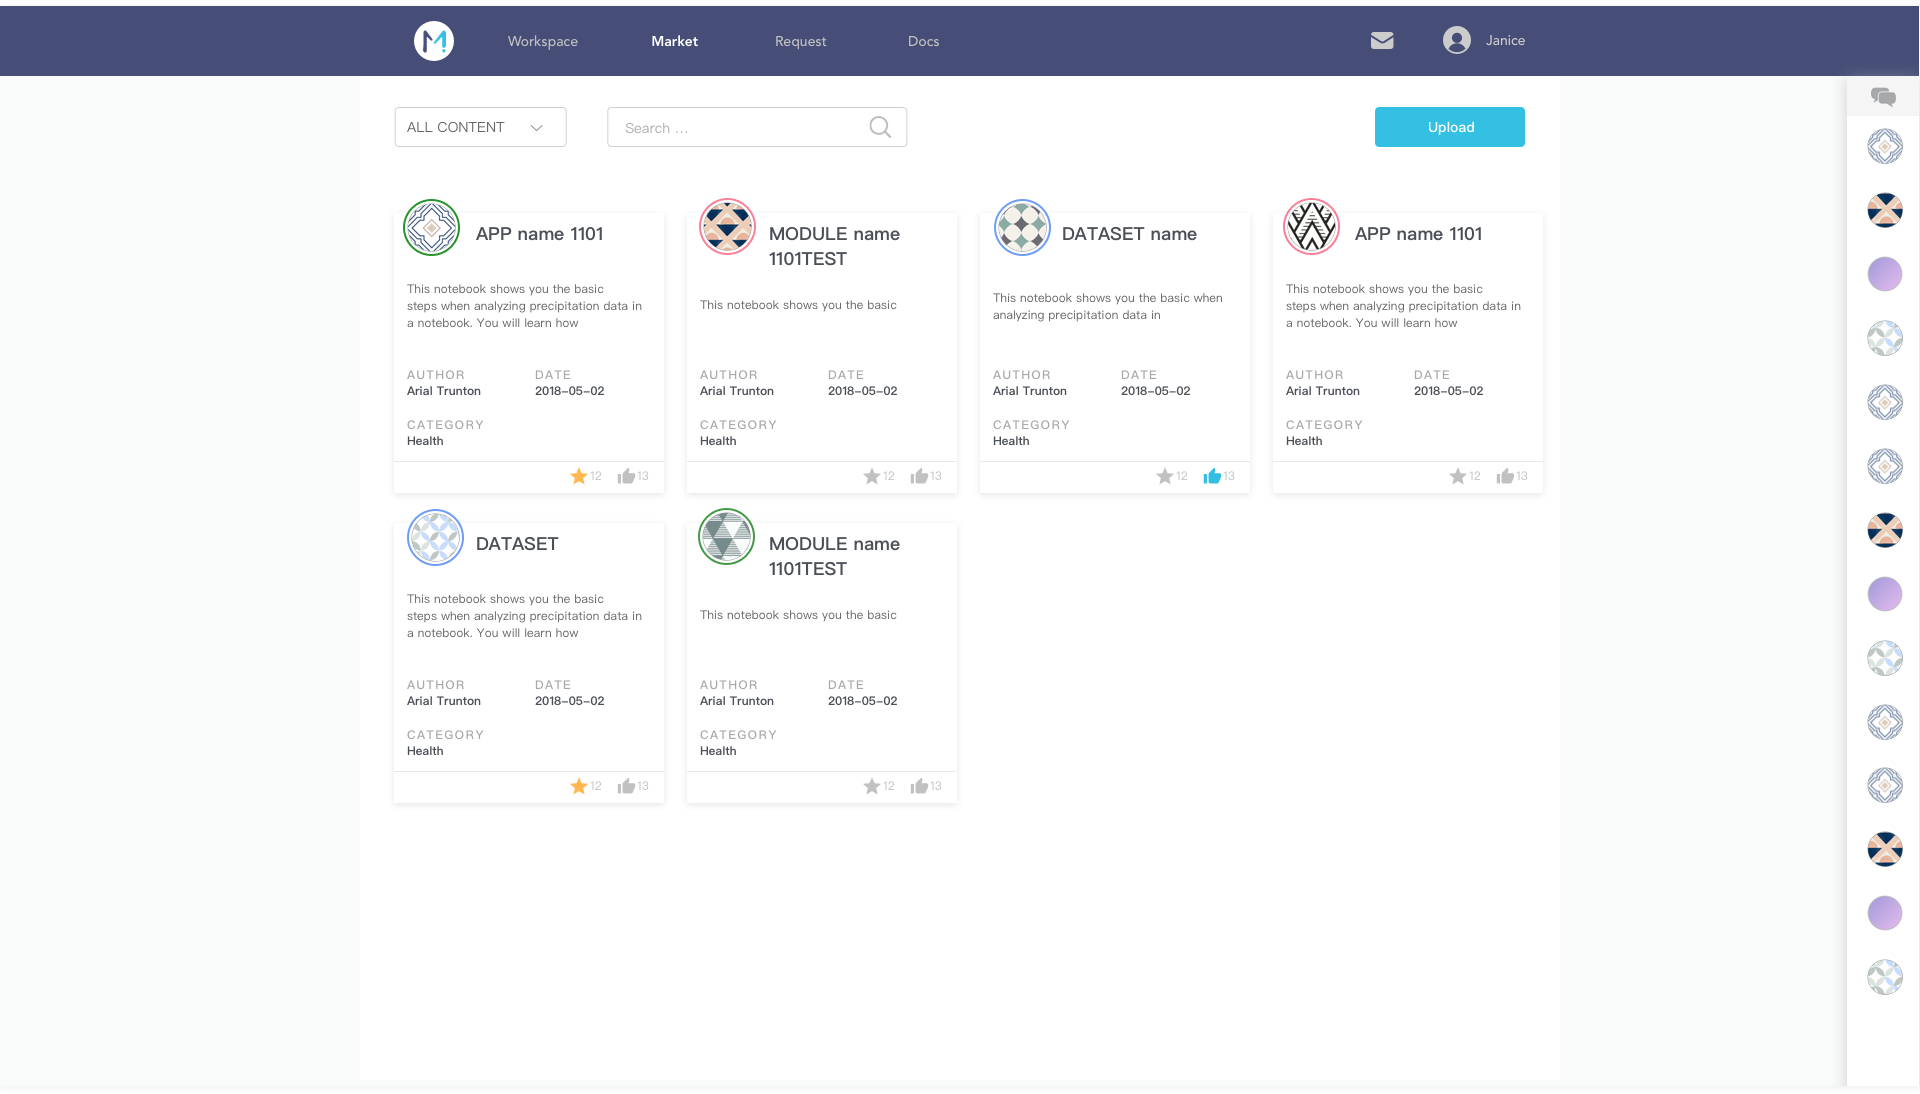 M
Workspace
Market
Request
Docs
Janice
ALL CONTENT
Search ...
Upload
APP name 1101
This notebook shows you the basic
steps when analyzing precipitation data in
a notebook. You will learn how
AUTHOR
DATE
Arial Trunton
2018-05-02
CATEGORY
Health
12
13
MODULE name
1101TEST
This notebook shows you the basic
AUTHOR
DATE
Arial Trunton
2018-05-02
CATEGORY
Health
12
13
DATASET name
This notebook shows you the basic when
analyzing precipitation data in
AUTHOR
DATE
Arial Trunton
2018-05-02
CATEGORY
Health
12
13
APP name 1101
This notebook shows you the basic
steps when analyzing precipitation data in
a notebook. You will learn how
AUTHOR
DATE
Arial Trunton
2018-05-02
CATEGORY
Health
12
13
DATASET
This notebook shows you the basic
steps when analyzing precipitation data in
a notebook. You will learn how
AUTHOR
DATE
Arial Trunton
2018-05-02
CATEGORY
Health
12
13
MODULE name
1101TEST
This notebook shows you the basic
AUTHOR
DATE
Arial Trunton
2018-05-02
CATEGORY
Health
12
13